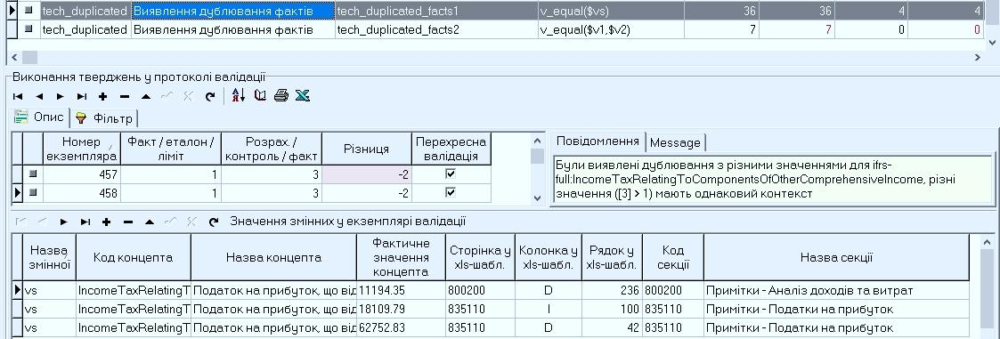 tech_duplicated Виявлення дублювання фактів tech_duplicated_facts1 v_equal($vs) 36 36 4 4
tech_duplicated Виявлення дублювання фактів tech_duplicated_facts2 v_equal($v1,$v2) 7 7 0 0
Виконання тверджень у протоколі валідації
Опис Фільтр
Номер екземпляра Факт / еталон / ліміт Розрах. / контроль / факт Різниця Перехресна валідація
457 1 3 -2
458 1 3 -2
Повідомлення Message
Були виявлені дублювання з різними значеннями для ifrs-
full:IncomeTaxRelatingToComponentsOfOtherComprehensiveIncome, різні
значення ([3] > 1) мають однаковий контекст
Значення змінних у екземплярі валідації
Назва змінної Код концепта Назва концепта Фактичне значення концепта Сторінка у xls-шабл. Колонка у xls-шабл. Рядок у xls-шабл. Код секції Назва секції
vs IncomeTaxRelatingT Податок на прибуток, що від 11194.35 800200 D 236 800200 Примітки - Аналіз доходів та витрат
vs IncomeTaxRelatingT Податок на прибуток, що від 18109.79 835110 I 100 835110 Примітки - Податки на прибуток
vs IncomeTaxRelatingT Податок на прибуток, що від 62752.83 835110 D 42 835110 Примітки - Податки на прибуток